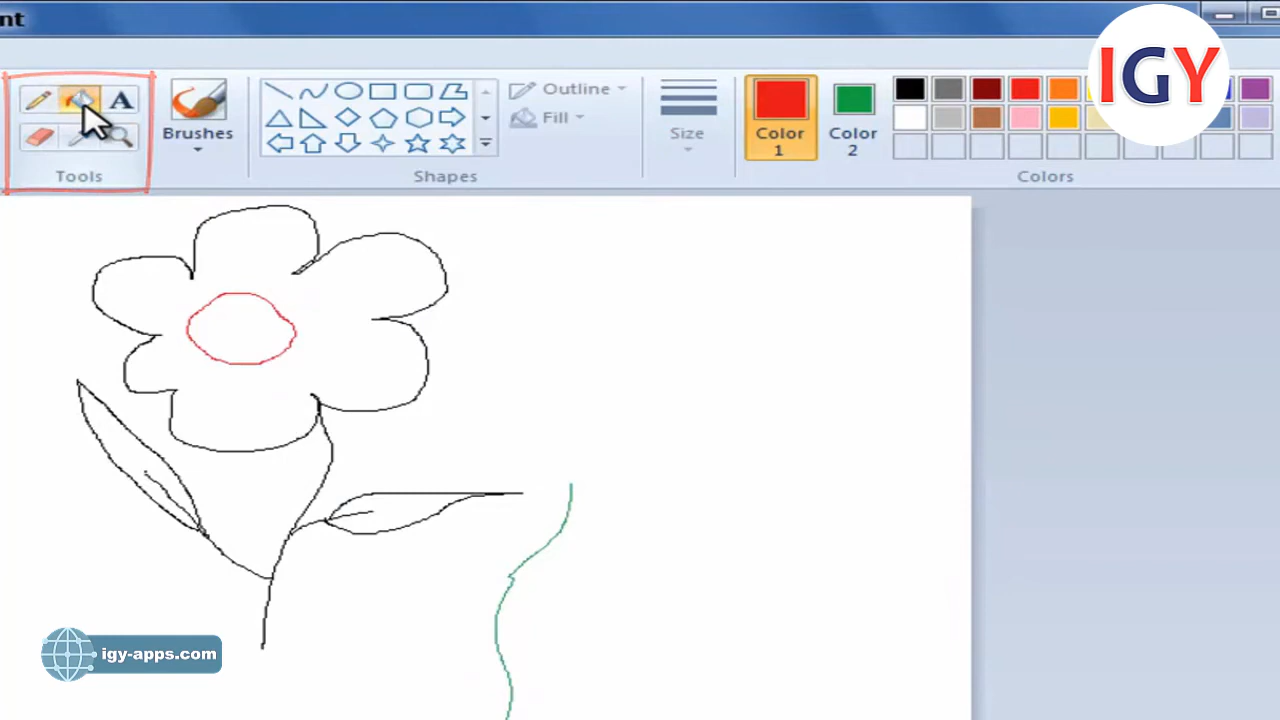 nt
IGY
A
Brushes
Outline
Fill
Size
Color 1
Color 2
Tools
Shapes
Colors
igy-apps.com